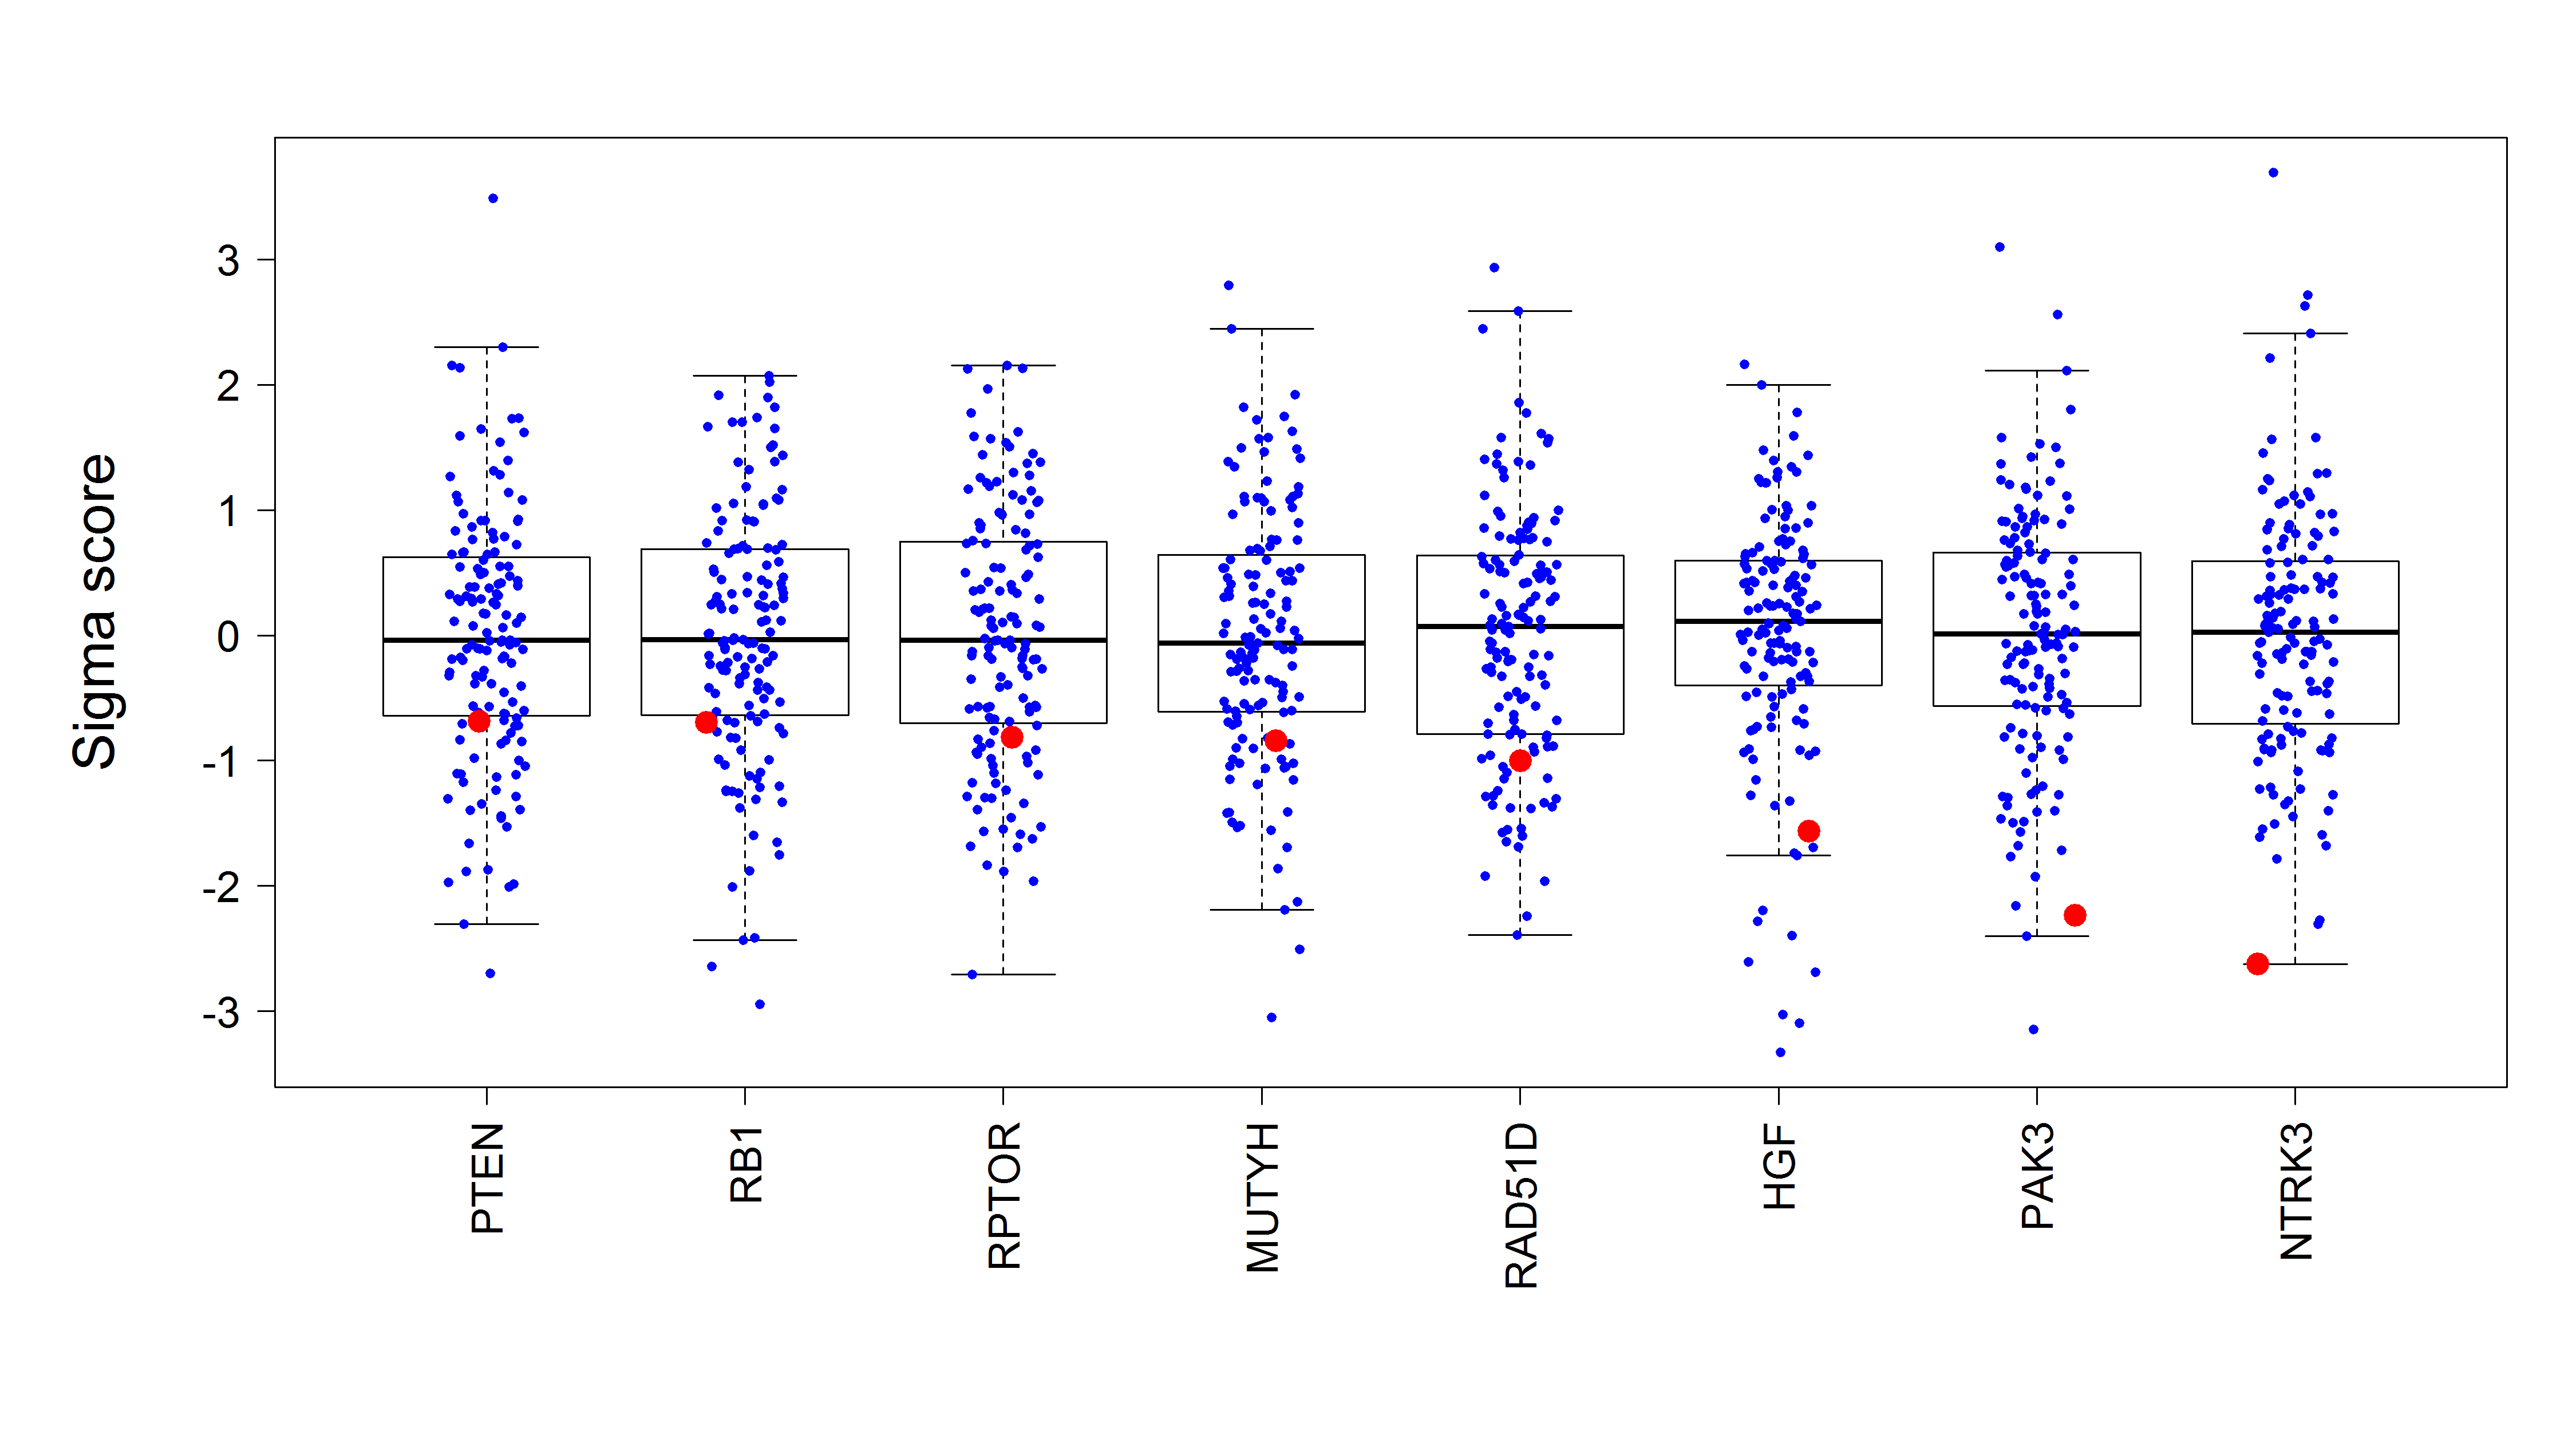 Sigma score
3
2
1
0
-1
-2
-3
PTEN
RB1
RPTOR
MUTYH
RAD51D
HGF
PAK3
NTRK3